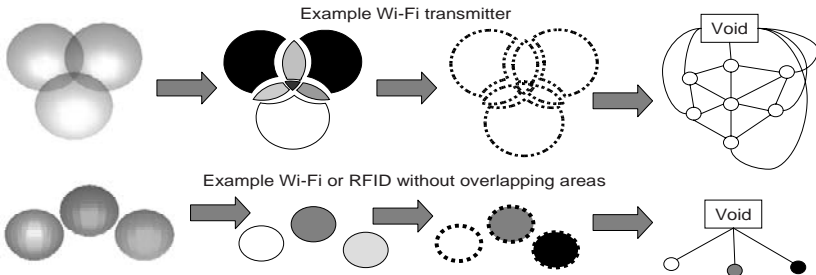 Example Wi-Fi transmitter
Void
Example Wi-Fi or RFID without overlapping areas
Void